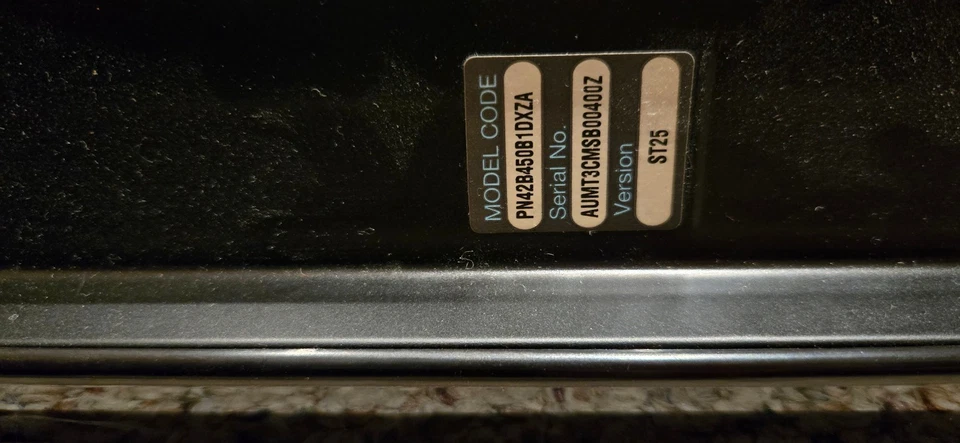 MODEL CODE
PN42B450B1DXZA
Serial No.
AUMT3CMSB00400Z
Version
ST25